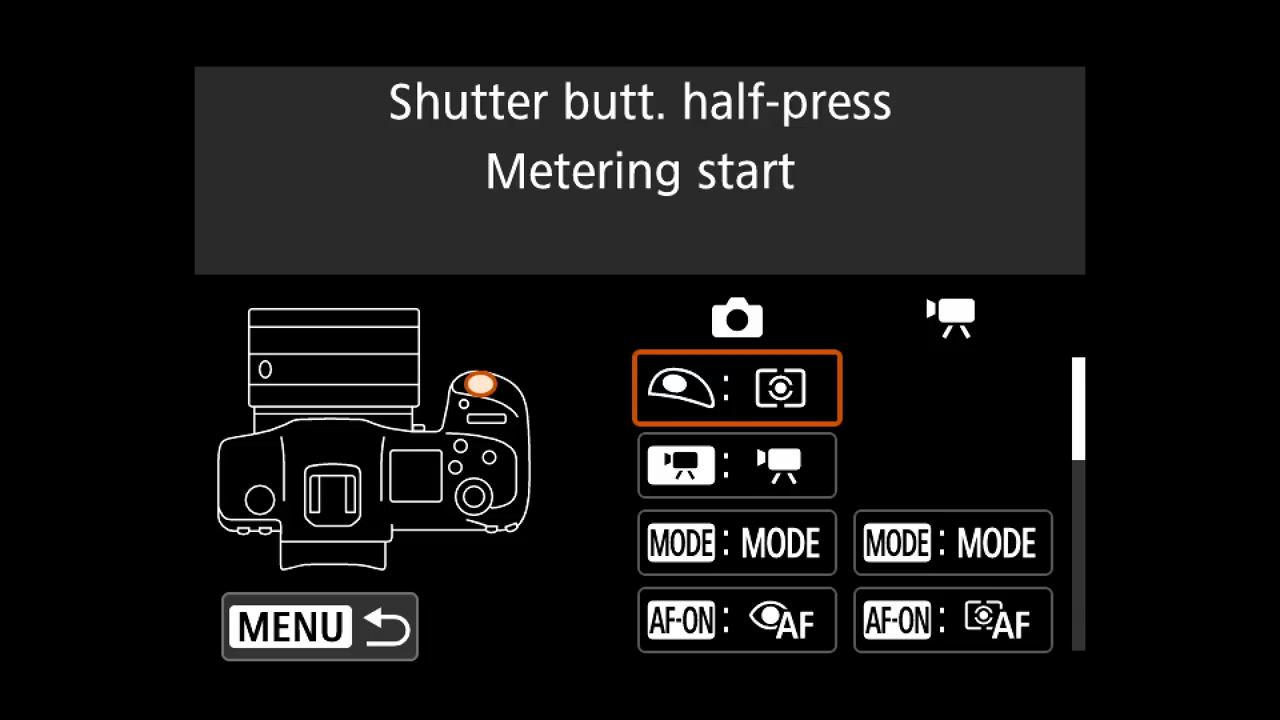 Shutter butt. half-press
Metering start
:
:
MODE : MODE
MODE : MODE
AF-ON : AF
AF-ON : AF
MENU